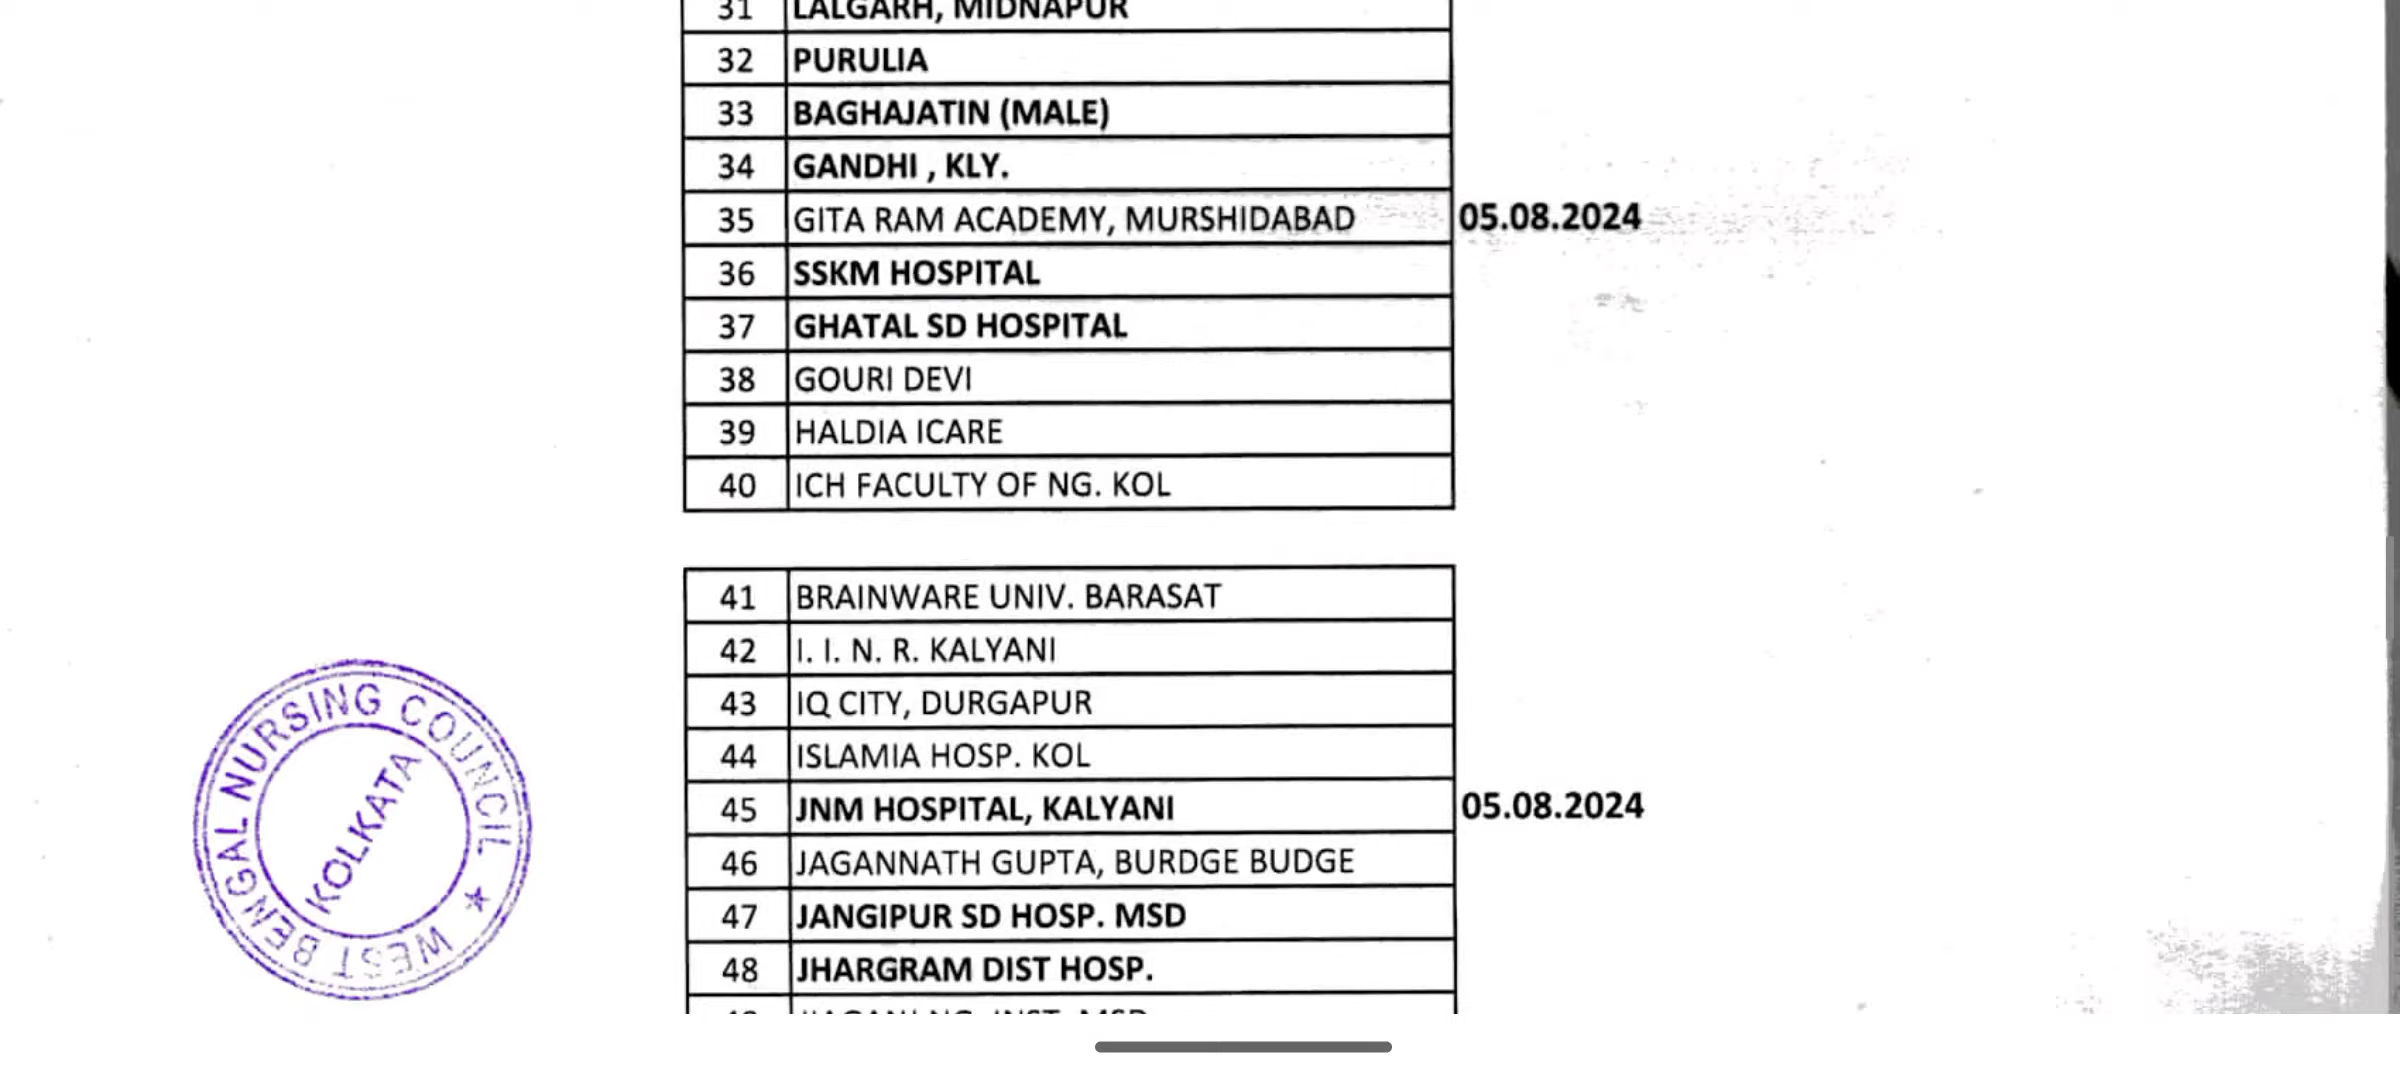 31 LALGARH, MIDNAPUR
32 PURULIA
33 BAGHAJATIN (MALE)
34 GANDHI , KLY.
35 GITA RAM ACADEMY, MURSHIDABAD 05.08.2024
36 SSKM HOSPITAL
37 GHATAL SD HOSPITAL
38 GOURI DEVI
39 HALDIA ICARE
40 ICH FACULTY OF NG. KOL
41 BRAINWARE UNIV. BARASAT
42 I. I. N. R. KALYANI
43 IQ CITY, DURGAPUR
44 ISLAMIA HOSP. KOL
45 JNM HOSPITAL, KALYANI 05.08.2024
46 JAGANNATH GUPTA, BURDGE BUDGE
47 JANGIPUR SD HOSP. MSD
48 JHARGRAM DIST HOSP.
WEST BENGAL NURSING COUNCIL ★
KOLKATA